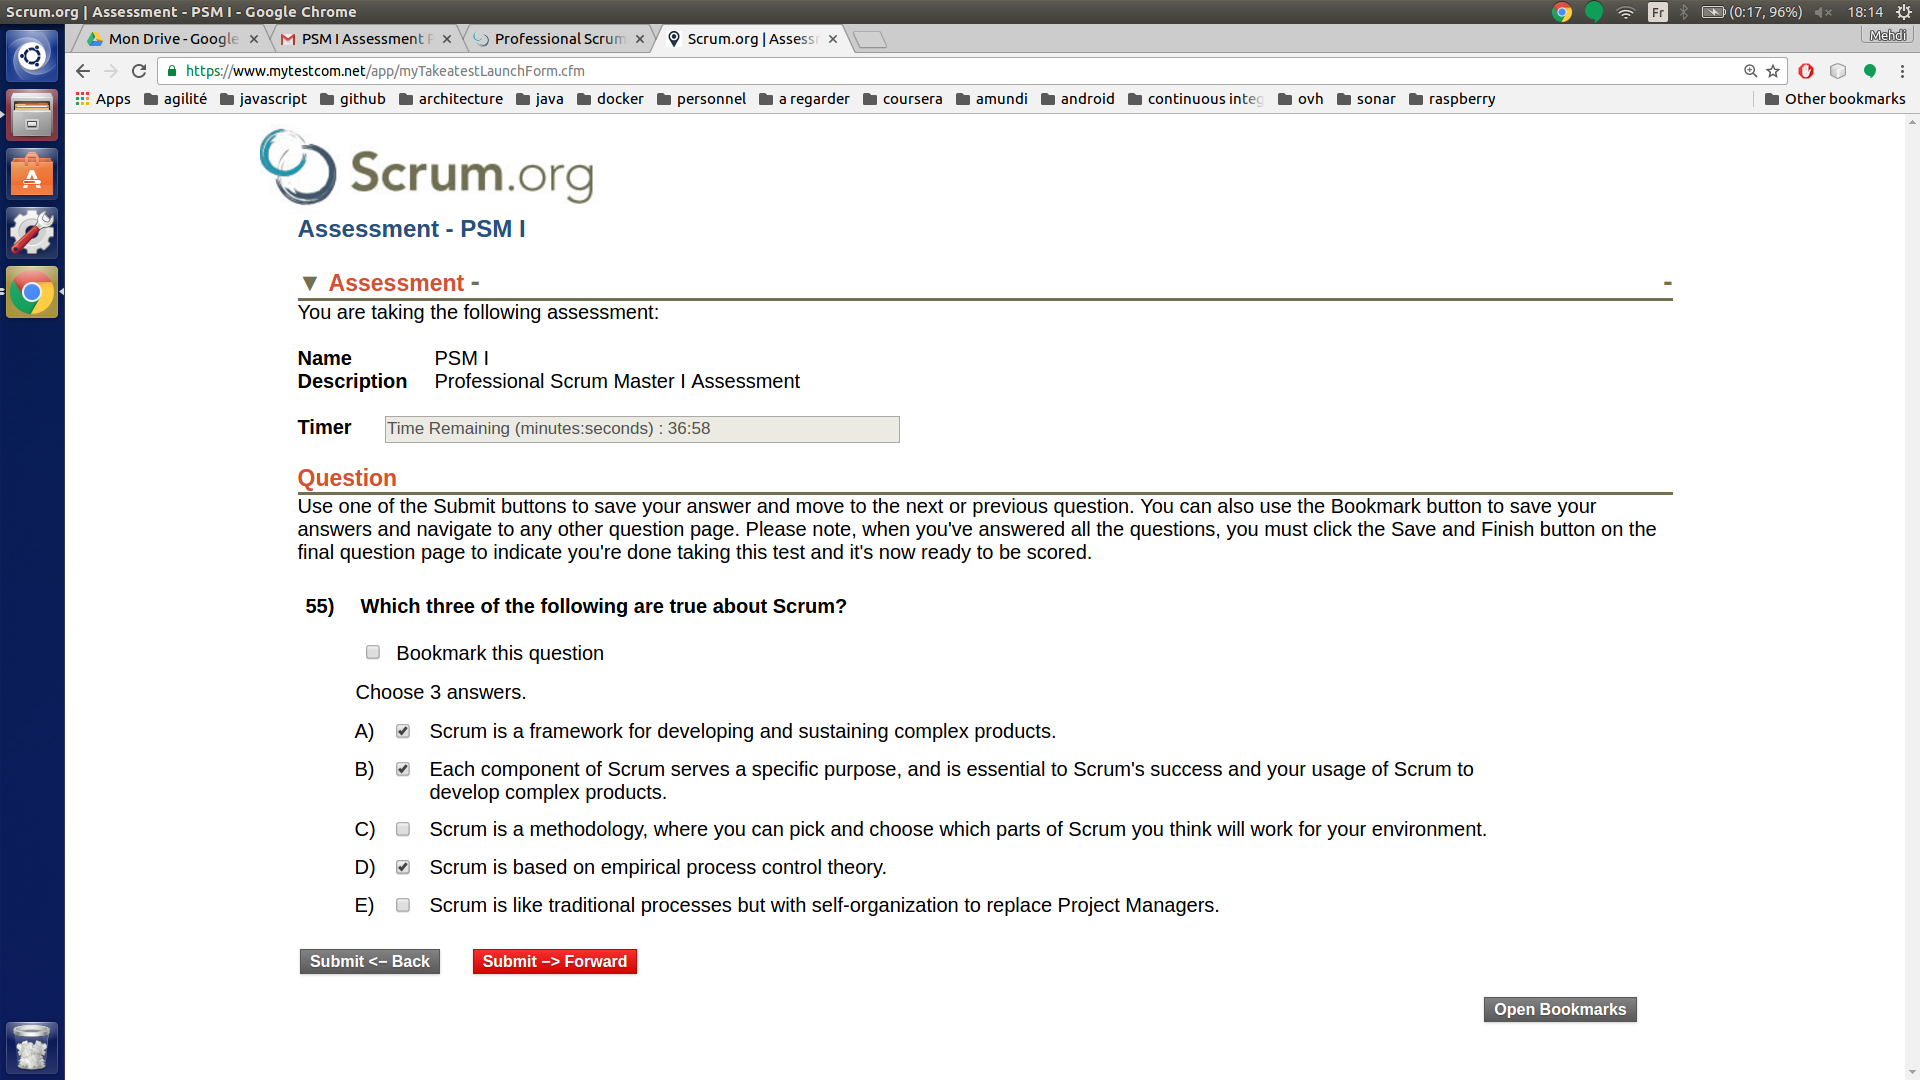 Scrum.org | Assessment - PSM I - Google Chrome
Fr
(0:17, 96%)
18:14
Mon Drive - Google
PSM I Assessment
Professional Scrum
Scrum.org | Assess
Mehdi
https://www.mytestcom.net/app/myTakeatestLaunchForm.cfm
Apps
agilité
javascript
github
architecture
java
docker
personnel
a regarder
coursera
amundi
android
continuous integ
ovh
sonar
raspberry
Other bookmarks
Scrum.org
Assessment - PSM I
▼ Assessment -
-
You are taking the following assessment:
Name PSM I
Description Professional Scrum Master I Assessment
Timer Time Remaining (minutes:seconds) : 36:58
Question
Use one of the Submit buttons to save your answer and move to the next or previous question. You can also use the Bookmark button to save your
answers and navigate to any other question page. Please note, when you've answered all the questions, you must click the Save and Finish button on the
final question page to indicate you're done taking this test and it's now ready to be scored.
55) Which three of the following are true about Scrum?
Bookmark this question
Choose 3 answers.
A) Scrum is a framework for developing and sustaining complex products.
B) Each component of Scrum serves a specific purpose, and is essential to Scrum's success and your usage of Scrum to
develop complex products.
C) Scrum is a methodology, where you can pick and choose which parts of Scrum you think will work for your environment.
D) Scrum is based on empirical process control theory.
E) Scrum is like traditional processes but with self-organization to replace Project Managers.
Submit <– Back
Submit –> Forward
Open Bookmarks